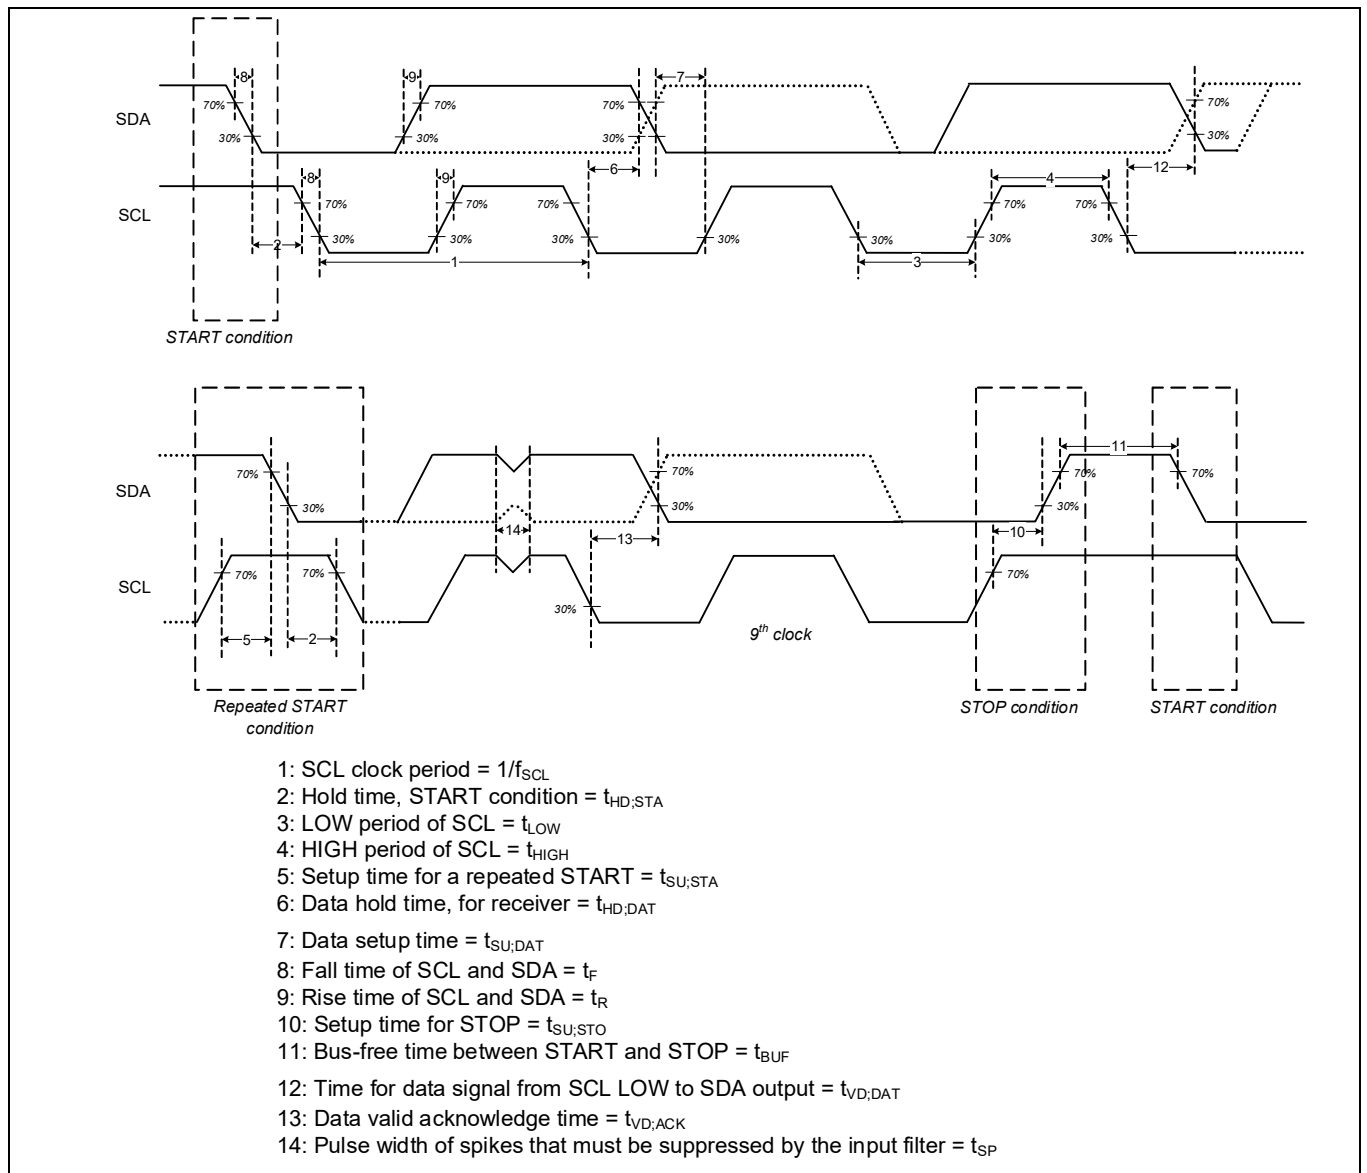 8 9 7
70% 70% 70% 70%
SDA
30% 30% 30% 30%
6 12
8 9 4
SCL
70% 70% 70% 70% 70%
30% 30% 30% 30% 30% 30% 30%
2 1 3
START condition
11
70% 70% 70% 70%
SDA
30% 30% 30%
14 13 10
SCL
70% 70% 70%
30%
5 2
9th clock
Repeated START
condition
STOP condition
START condition
1: SCL clock period = 1/fSCL
2: Hold time, START condition = tHD;STA
3: LOW period of SCL = tLOW
4: HIGH period of SCL = tHIGH
5: Setup time for a repeated START = tSU;STA
6: Data hold time, for receiver = tHD;DAT
7: Data setup time = tSU;DAT
8: Fall time of SCL and SDA = tF
9: Rise time of SCL and SDA = tR
10: Setup time for STOP = tSU;STO
11: Bus-free time between START and STOP = tBUF
12: Time for data signal from SCL LOW to SDA output = tVD;DAT
13: Data valid acknowledge time = tVD;ACK
14: Pulse width of spikes that must be suppressed by the input filter = tSP